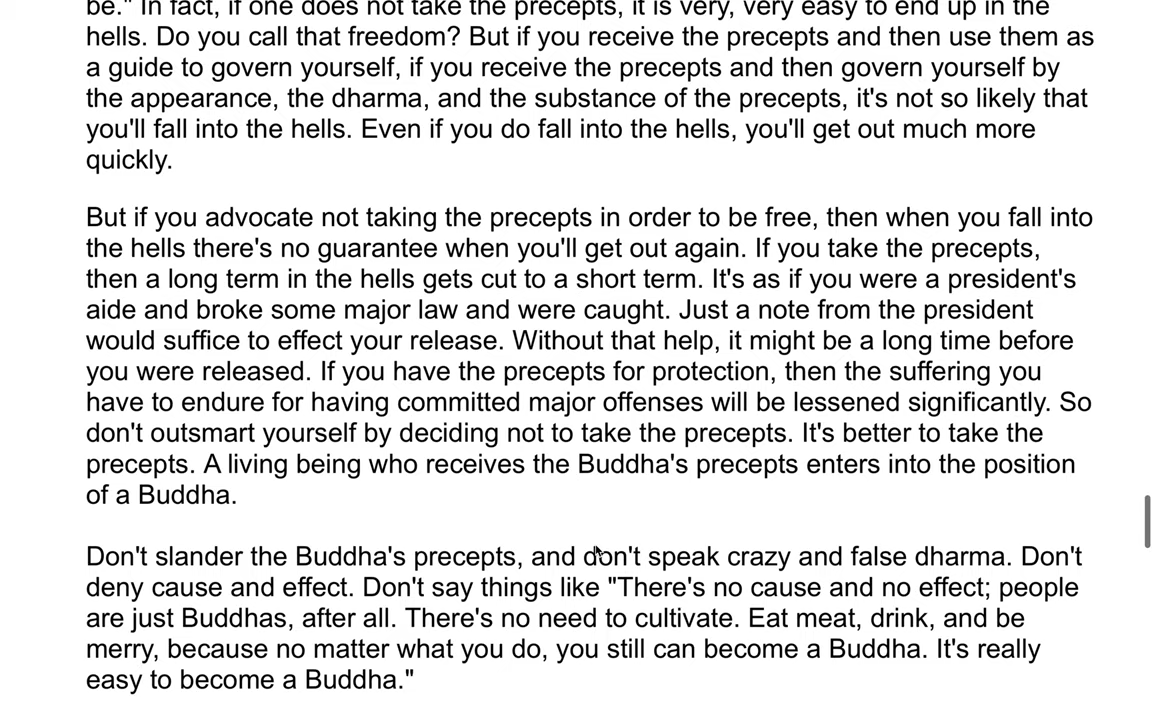 be." In fact, if one does not take the precepts, it is very, very easy to end up in the
hells. Do you call that freedom? But if you receive the precepts and then use them as
a guide to govern yourself, if you receive the precepts and then govern yourself by
the appearance, the dharma, and the substance of the precepts, it's not so likely that
you'll fall into the hells. Even if you do fall into the hells, you'll get out much more
quickly.
But if you advocate not taking the precepts in order to be free, then when you fall into
the hells there's no guarantee when you'll get out again. If you take the precepts,
then a long term in the hells gets cut to a short term. It's as if you were a president's
aide and broke some major law and were caught. Just a note from the president
would suffice to effect your release. Without that help, it might be a long time before
you were released. If you have the precepts for protection, then the suffering you
have to endure for having committed major offenses will be lessened significantly. So
don't outsmart yourself by deciding not to take the precepts. It's better to take the
precepts. A living being who receives the Buddha's precepts enters into the position
of a Buddha.
Don't slander the Buddha's precepts, and don't speak crazy and false dharma. Don't
deny cause and effect. Don't say things like "There's no cause and no effect; people
are just Buddhas, after all. There's no need to cultivate. Eat meat, drink, and be
merry, because no matter what you do, you still can become a Buddha. It's really
easy to become a Buddha."